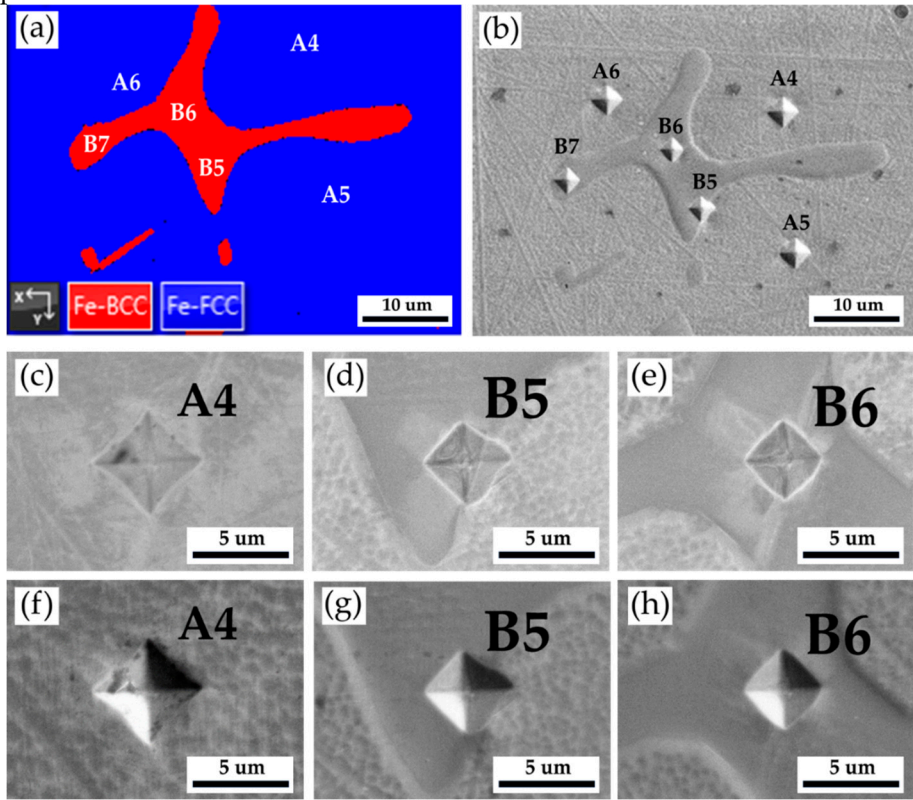 (a)
A4
A6
B6
B7
B5
A5
X
Y
Fe-BCC
Fe-FCC
10 um
(b)
A6
A4
B6
B7
B5
A5
10 um
(c)
A4
5 um
(d)
B5
5 um
(e)
B6
5 um
(f)
A4
5 um
(g)
B5
5 um
(h)
B6
5 um